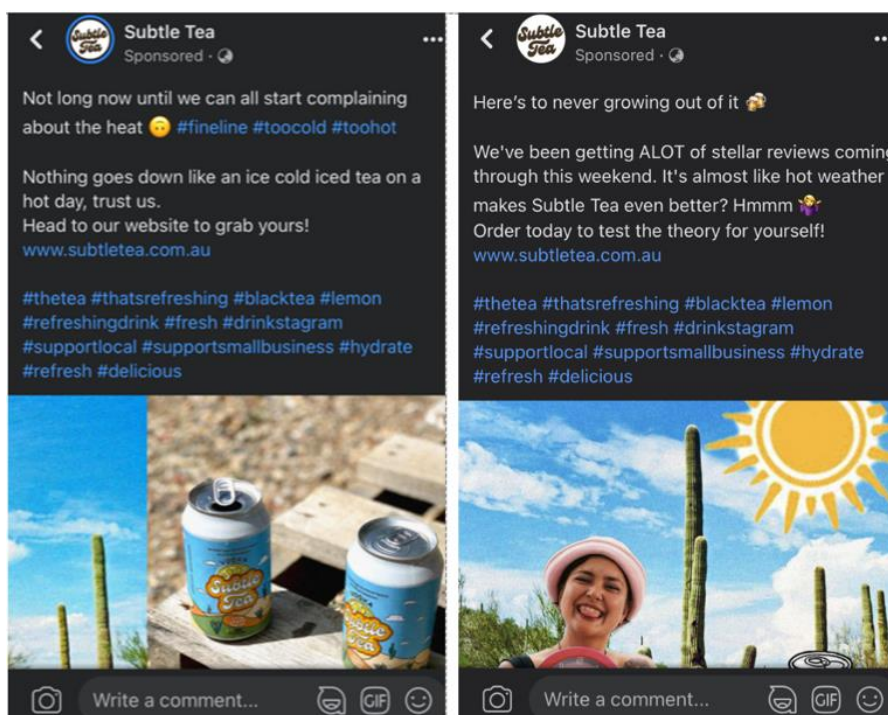 Subtle Tea
Subtle Tea
Sponsored ·
Not long now until we can all start complaining
about the heat 🙃 #fineline #toocold #toohot
Nothing goes down like an ice cold iced tea on a
hot day, trust us.
Head to our website to grab yours!
www.subtletea.com.au
#thetea #thatsrefreshing #blacktea #lemon
#refreshingdrink #fresh #drinkstagram
#supportlocal #supportsmallbusiness #hydrate
#refresh #delicious
VODKA
Subtle
Tea
Subtle
Tea
Write a comment...
GIF
Subtle Tea
Subtle Tea
Sponsored ·
Here's to never growing out of it 🍻
We've been getting ALOT of stellar reviews coming
through this weekend. It's almost like hot weather
makes Subtle Tea even better? Hmmm 🤷‍♀️
Order today to test the theory for yourself!
www.subtletea.com.au
#thetea #thatsrefreshing #blacktea #lemon
#refreshingdrink #fresh #drinkstagram
#supportlocal #supportsmallbusiness #hydrate
#refresh #delicious
Write a comment...
GIF